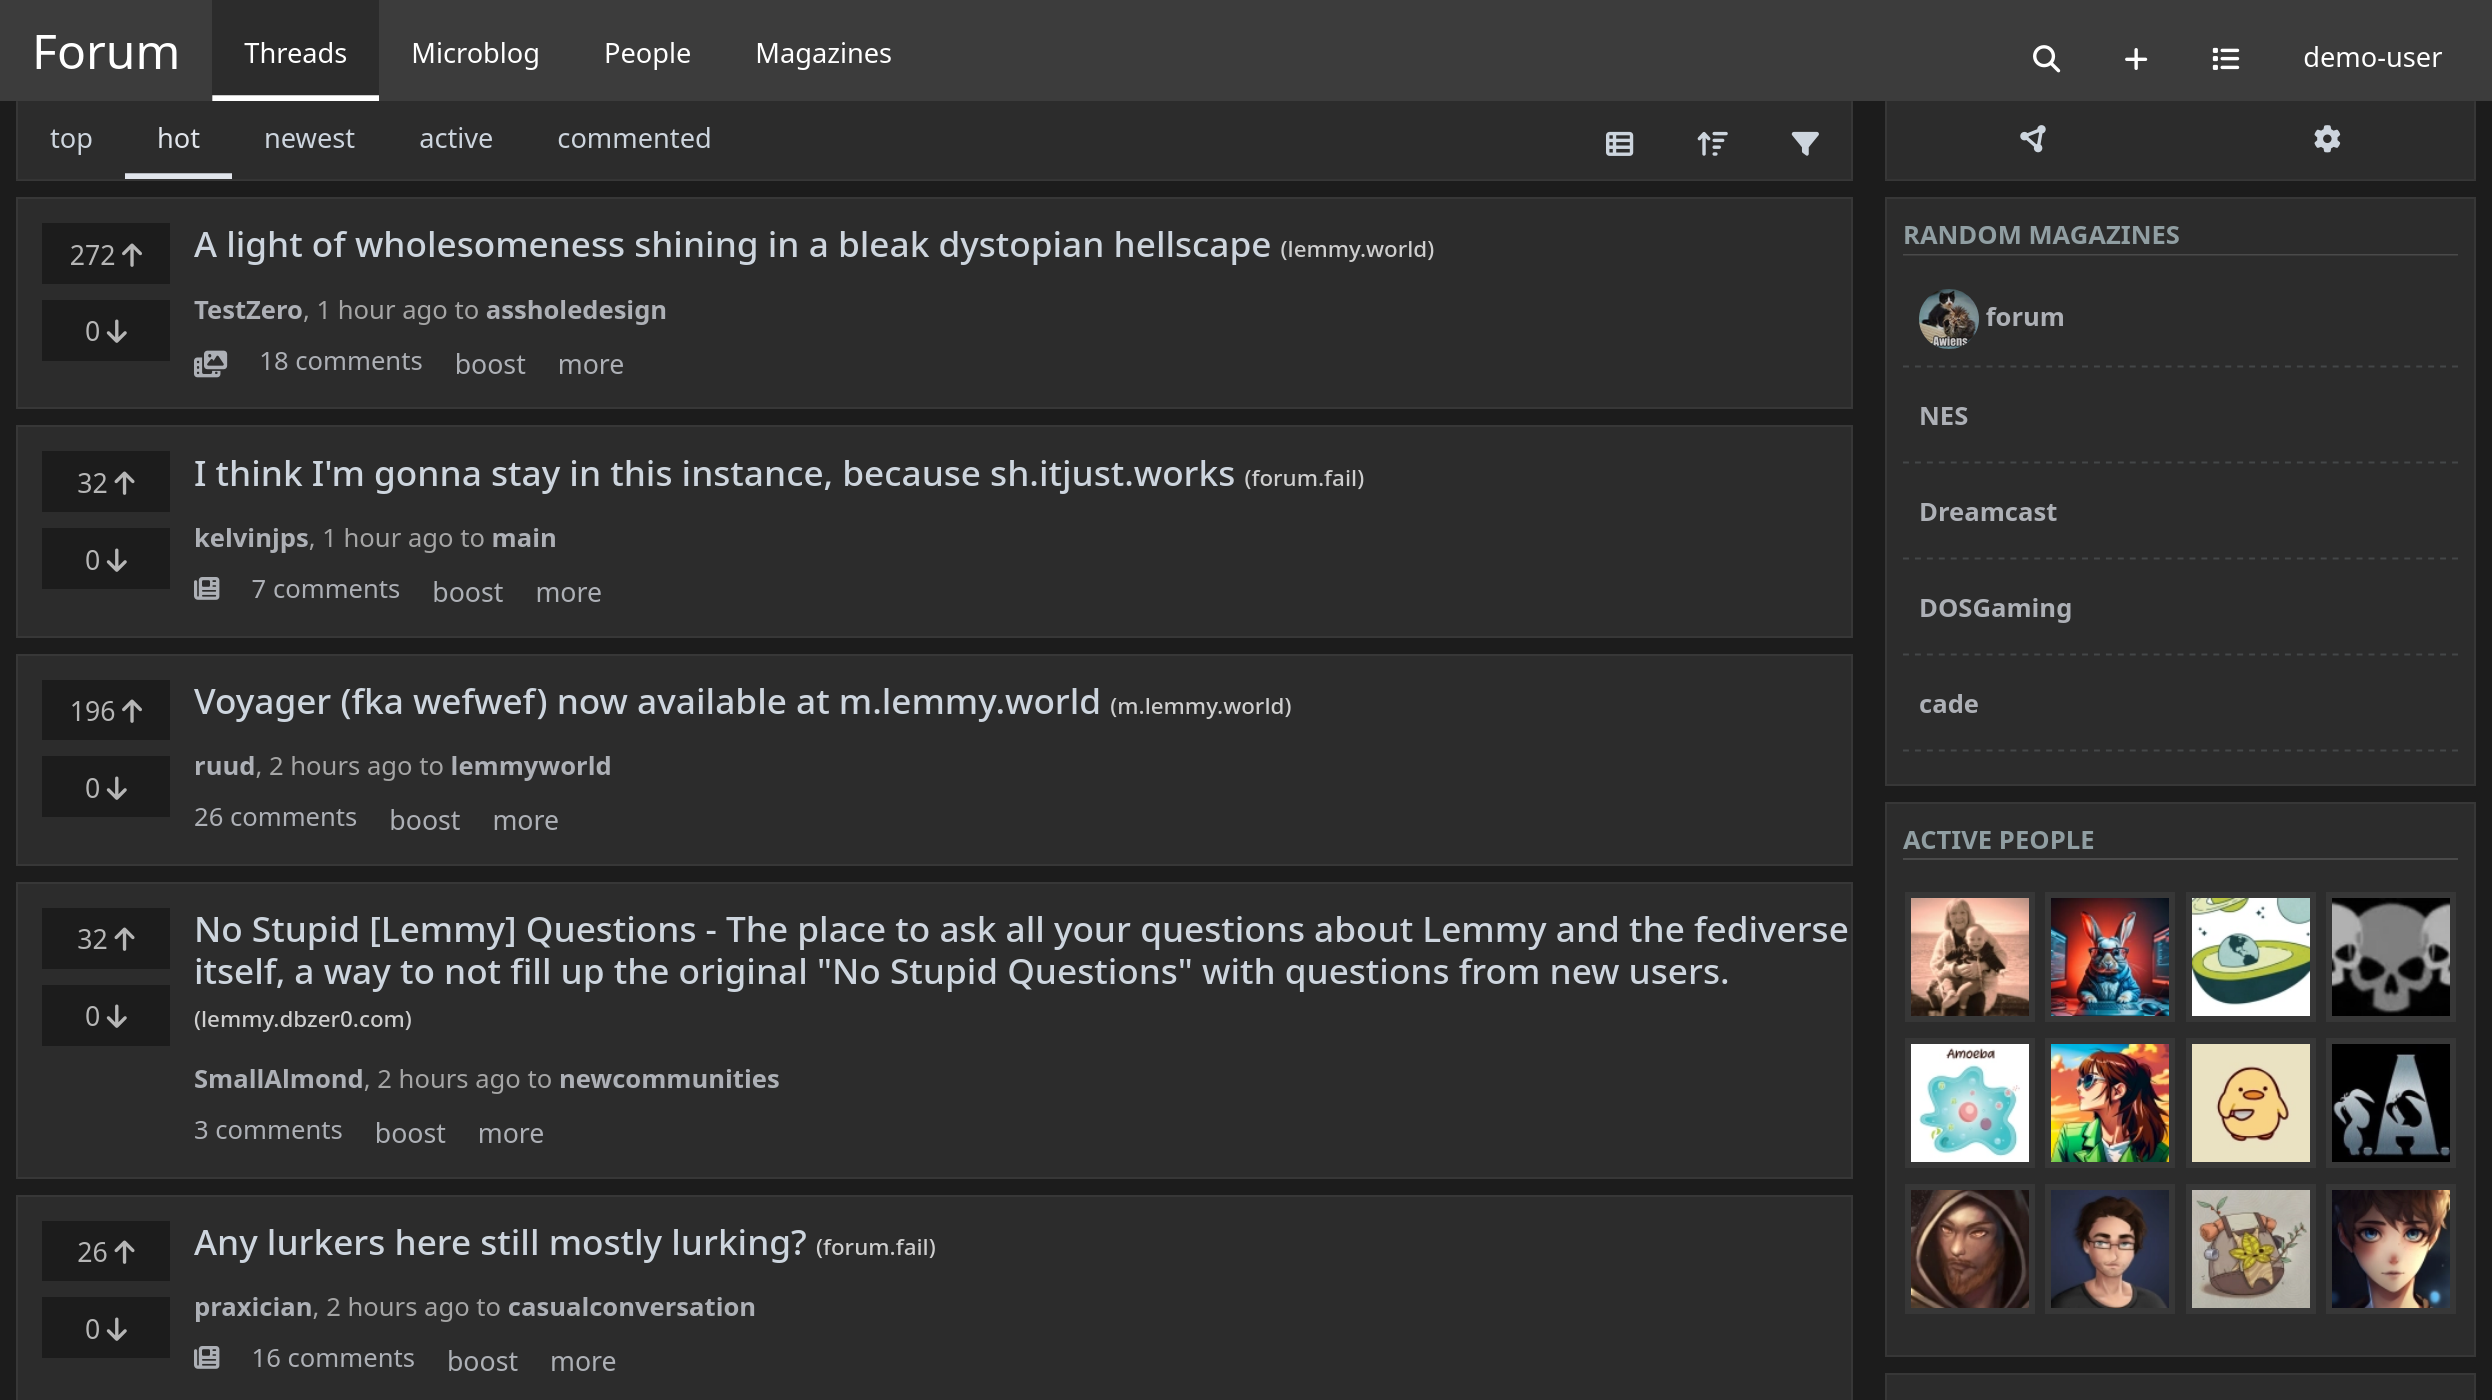 Forum
Threads
Microblog
People
Magazines
demo-user
top
hot
newest
active
commented
272
0
A light of wholesomeness shining in a bleak dystopian hellscape (lemmy.world)
TestZero, 1 hour ago to assholedesign
18 comments boost more
32
0
I think I'm gonna stay in this instance, because sh.itjust.works (forum.fail)
kelvinjps, 1 hour ago to main
7 comments boost more
196
0
Voyager (fka wefwef) now available at m.lemmy.world (m.lemmy.world)
ruud, 2 hours ago to lemmyworld
26 comments boost more
32
0
No Stupid [Lemmy] Questions - The place to ask all your questions about Lemmy and the fediverse
itself, a way to not fill up the original "No Stupid Questions" with questions from new users.
(lemmy.dbzer0.com)
SmallAlmond, 2 hours ago to newcommunities
3 comments boost more
26
0
Any lurkers here still mostly lurking? (forum.fail)
praxician, 2 hours ago to casualconversation
16 comments boost more
RANDOM MAGAZINES
Awiens
forum
NES
Dreamcast
DOSGaming
cade
ACTIVE PEOPLE
Amoeba
A